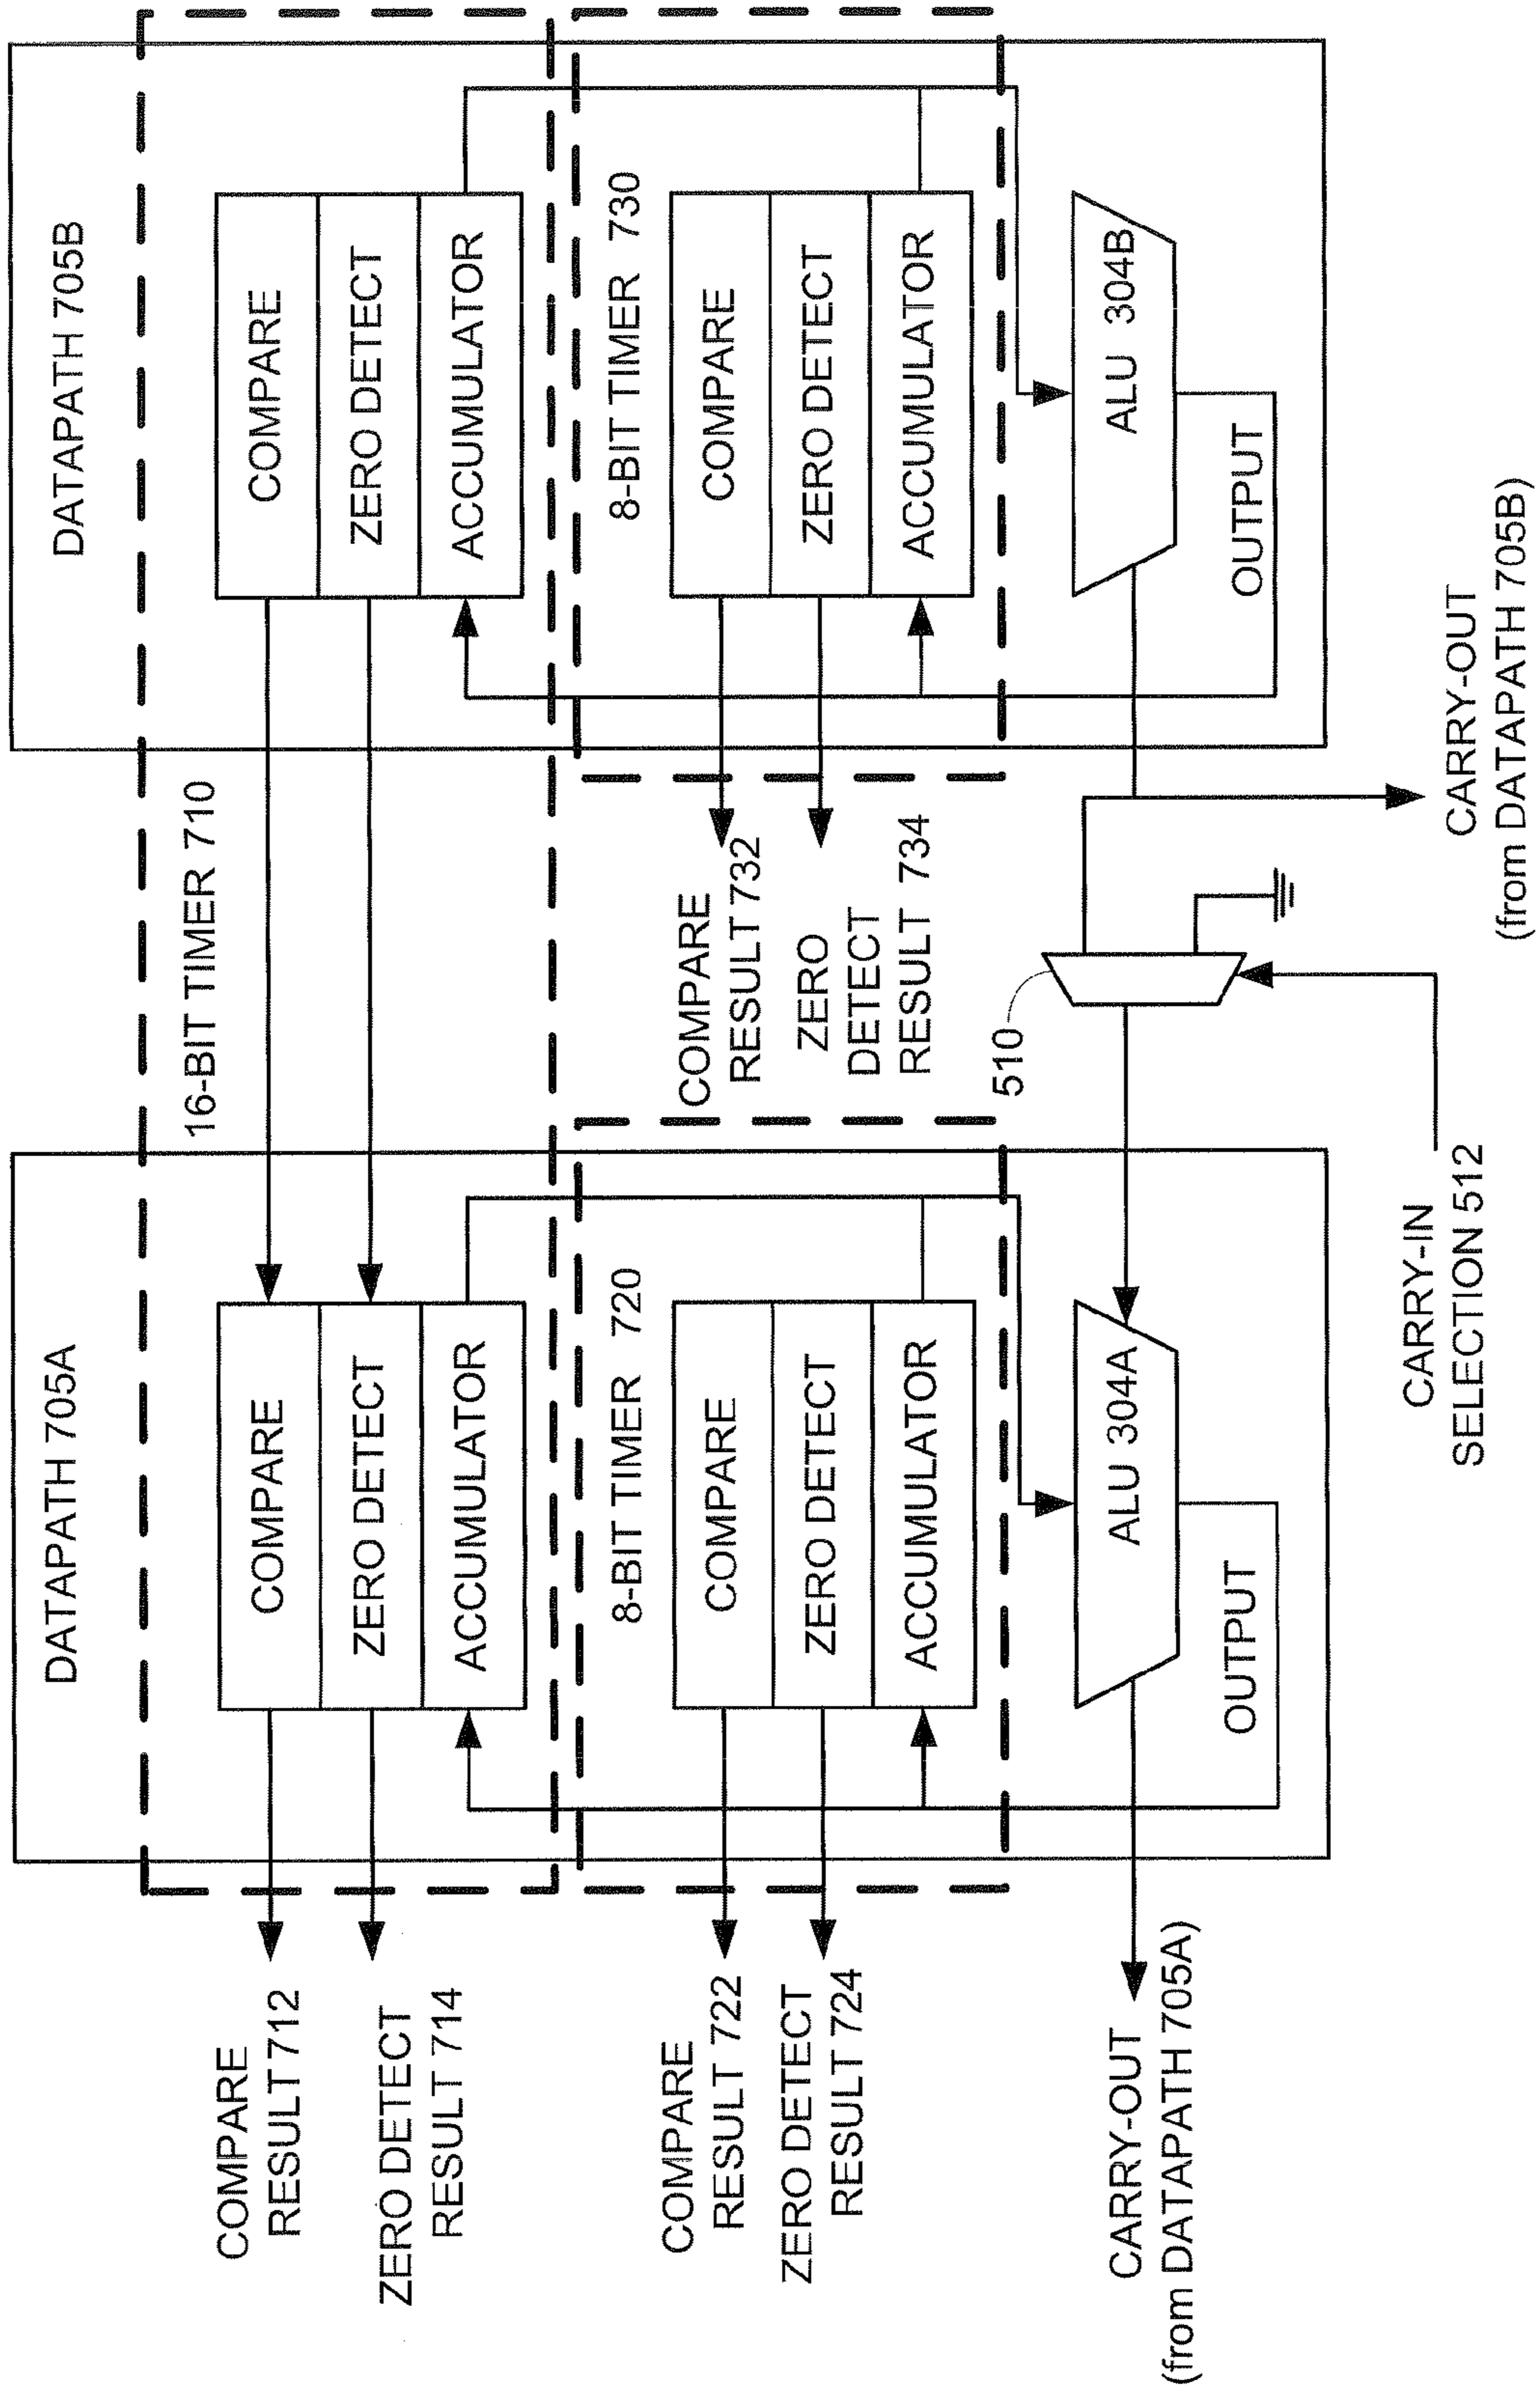 DATAPATH 705A
DATAPATH 705B
16-BIT TIMER 710
COMPARE
RESULT 712
COMPARE
COMPARE
ZERO DETECT
RESULT 714
ZERO DETECT
ZERO DETECT
ACCUMULATOR
ACCUMULATOR
8-BIT TIMER 720
8-BIT TIMER 730
COMPARE
RESULT 722
COMPARE
COMPARE
RESULT 732
COMPARE
ZERO DETECT
RESULT 724
ZERO DETECT
ZERO
DETECT
RESULT 734
ZERO DETECT
ACCUMULATOR
ACCUMULATOR
510
CARRY-OUT
(from DATAPATH 705A)
ALU 304A
ALU 304B
OUTPUT
OUTPUT
CARRY-IN
SELECTION 512
CARRY-OUT
(from DATAPATH 705B)